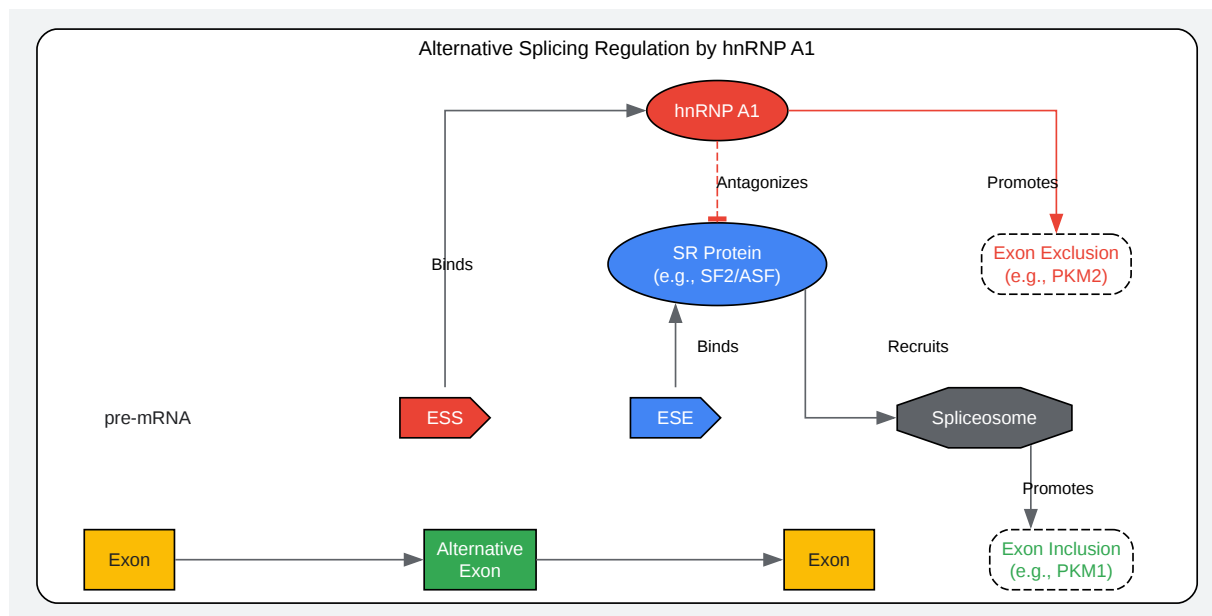 Alternative Splicing Regulation by hnRNP A1
hnRNP A1
Antagonizes
Promotes
SR Protein
(e.g., SF2/ASF)
Exon Exclusion
(e.g., PKM2)
Binds
Binds
Recruits
pre-mRNA
ESS
ESE
Spliceosome
Promotes
Exon
Alternative
Exon
Exon
Exon Inclusion
(e.g., PKM1)